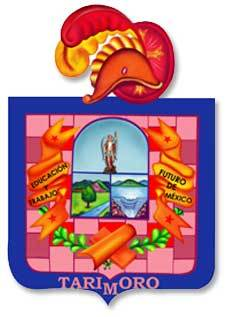 EDUCACIÓN
Y
TRABAJO
FUTURO
DE
MÉXICO
TARIMORO